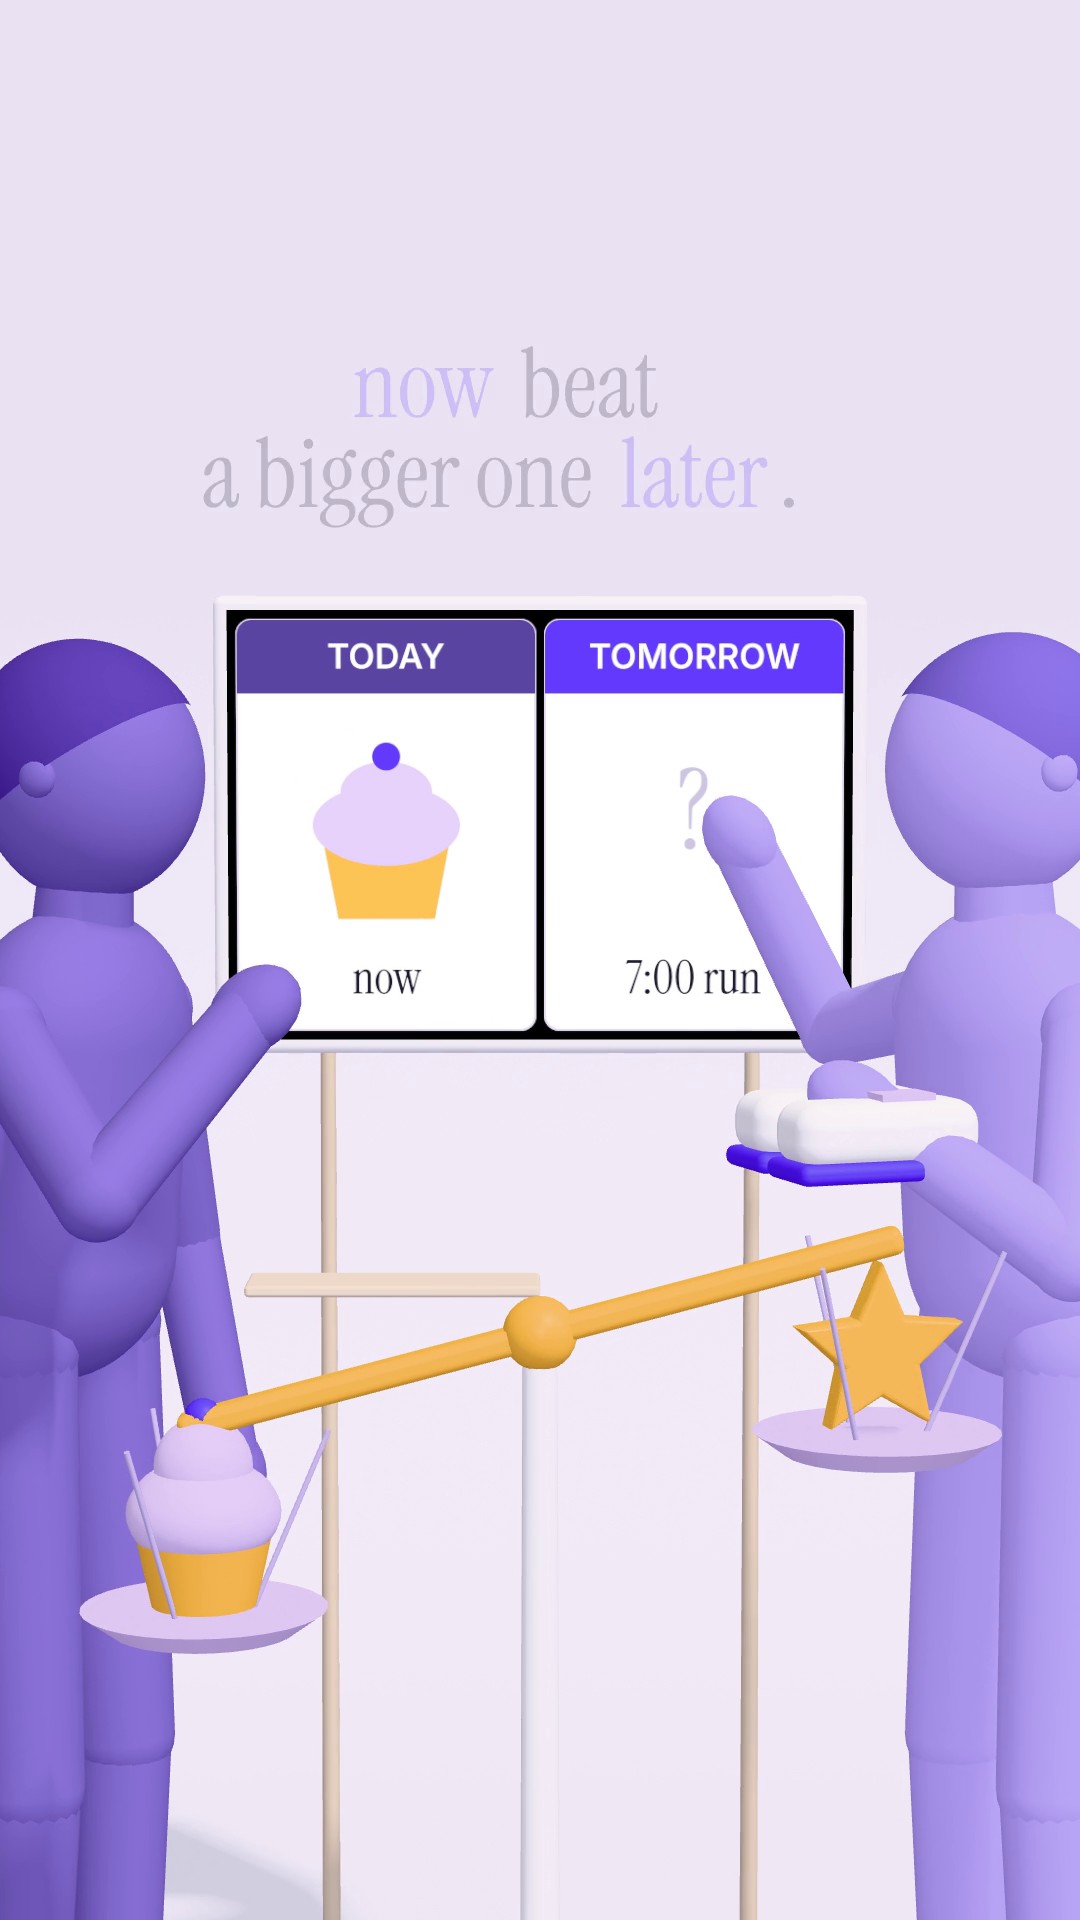 now beat
a bigger one later.
TODAY
TOMORROW
?
now
7:00 run